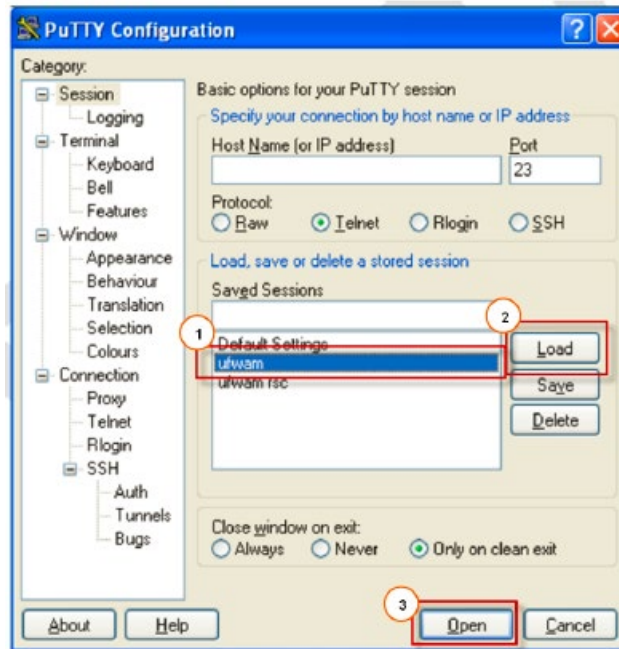 PuTTY Configuration
Category:
Session
Logging
Terminal
Keyboard
Bell
Features
Window
Appearance
Behaviour
Translation
Selection
Colours
Connection
Proxy
Telnet
Rlogin
SSH
Auth
Tunnels
Bugs
Basic options for your PuTTY session
Specify your connection by host name or IP address
Host Name (or IP address)
Port
23
Protocol:
Raw
Telnet
Rlogin
SSH
Load, save or delete a stored session
Saved Sessions
1
Default Settings
ufwam
ufwam rsc
2
Load
Save
Delete
Close window on exit:
Always
Never
Only on clean exit
3
About
Help
Open
Cancel